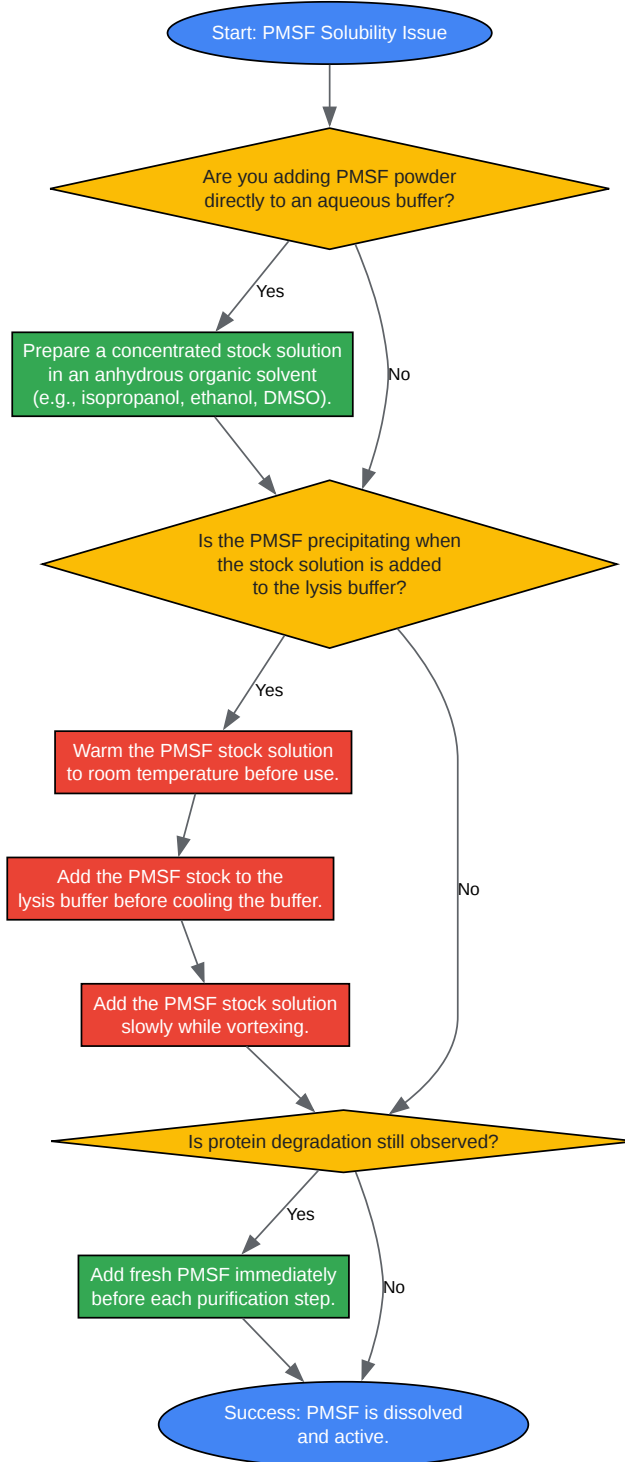 Start: PMSF Solubility Issue
Are you adding PMSF powder
directly to an aqueous buffer?
Yes
Prepare a concentrated stock solution
in an anhydrous organic solvent
(e.g., isopropanol, ethanol, DMSO).
No
Is the PMSF precipitating when
the stock solution is added
to the lysis buffer?
Yes
Warm the PMSF stock solution
to room temperature before use.
Add the PMSF stock to the
lysis buffer before cooling the buffer.
No
Add the PMSF stock solution
slowly while vortexing.
Is protein degradation still observed?
Yes
Add fresh PMSF immediately
before each purification step.
No
Success: PMSF is dissolved
and active.